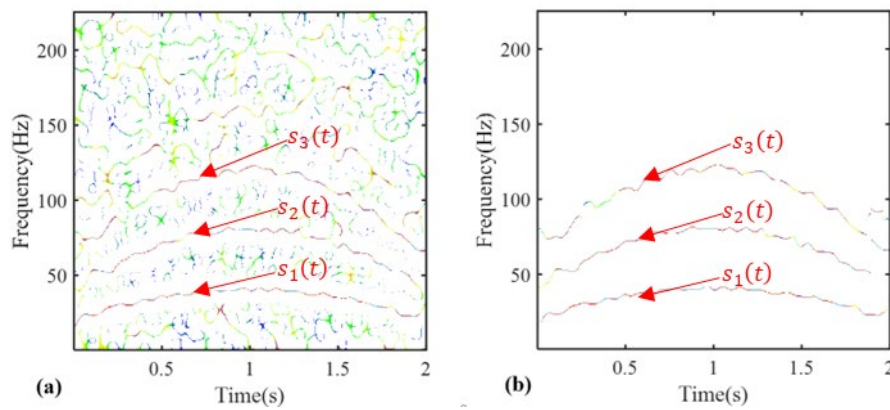 200
150
100
50
Frequency(Hz)
s₃(t)
s₂(t)
s₁(t)
0.5
1
1.5
2
Time(s)
(a)
200
150
100
50
Frequency(Hz)
s₃(t)
s₂(t)
s₁(t)
0.5
1
1.5
2
Time(s)
(b)